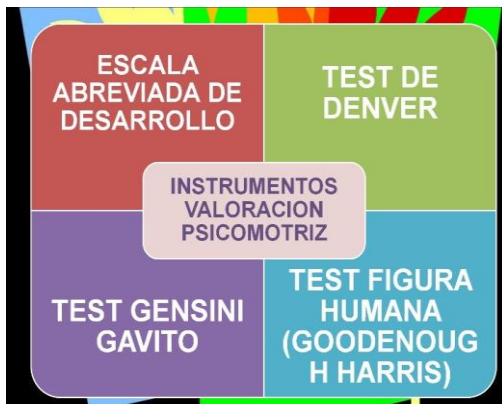 ESCALA
ABREVIADA DE
DESARROLLO
TEST DE
DENVER
INSTRUMENTOS
VALORACION
PSICOMOTRIZ
TEST GENSINI
GAVITO
TEST FIGURA
HUMANA
(GOODENOUG
H HARRIS)